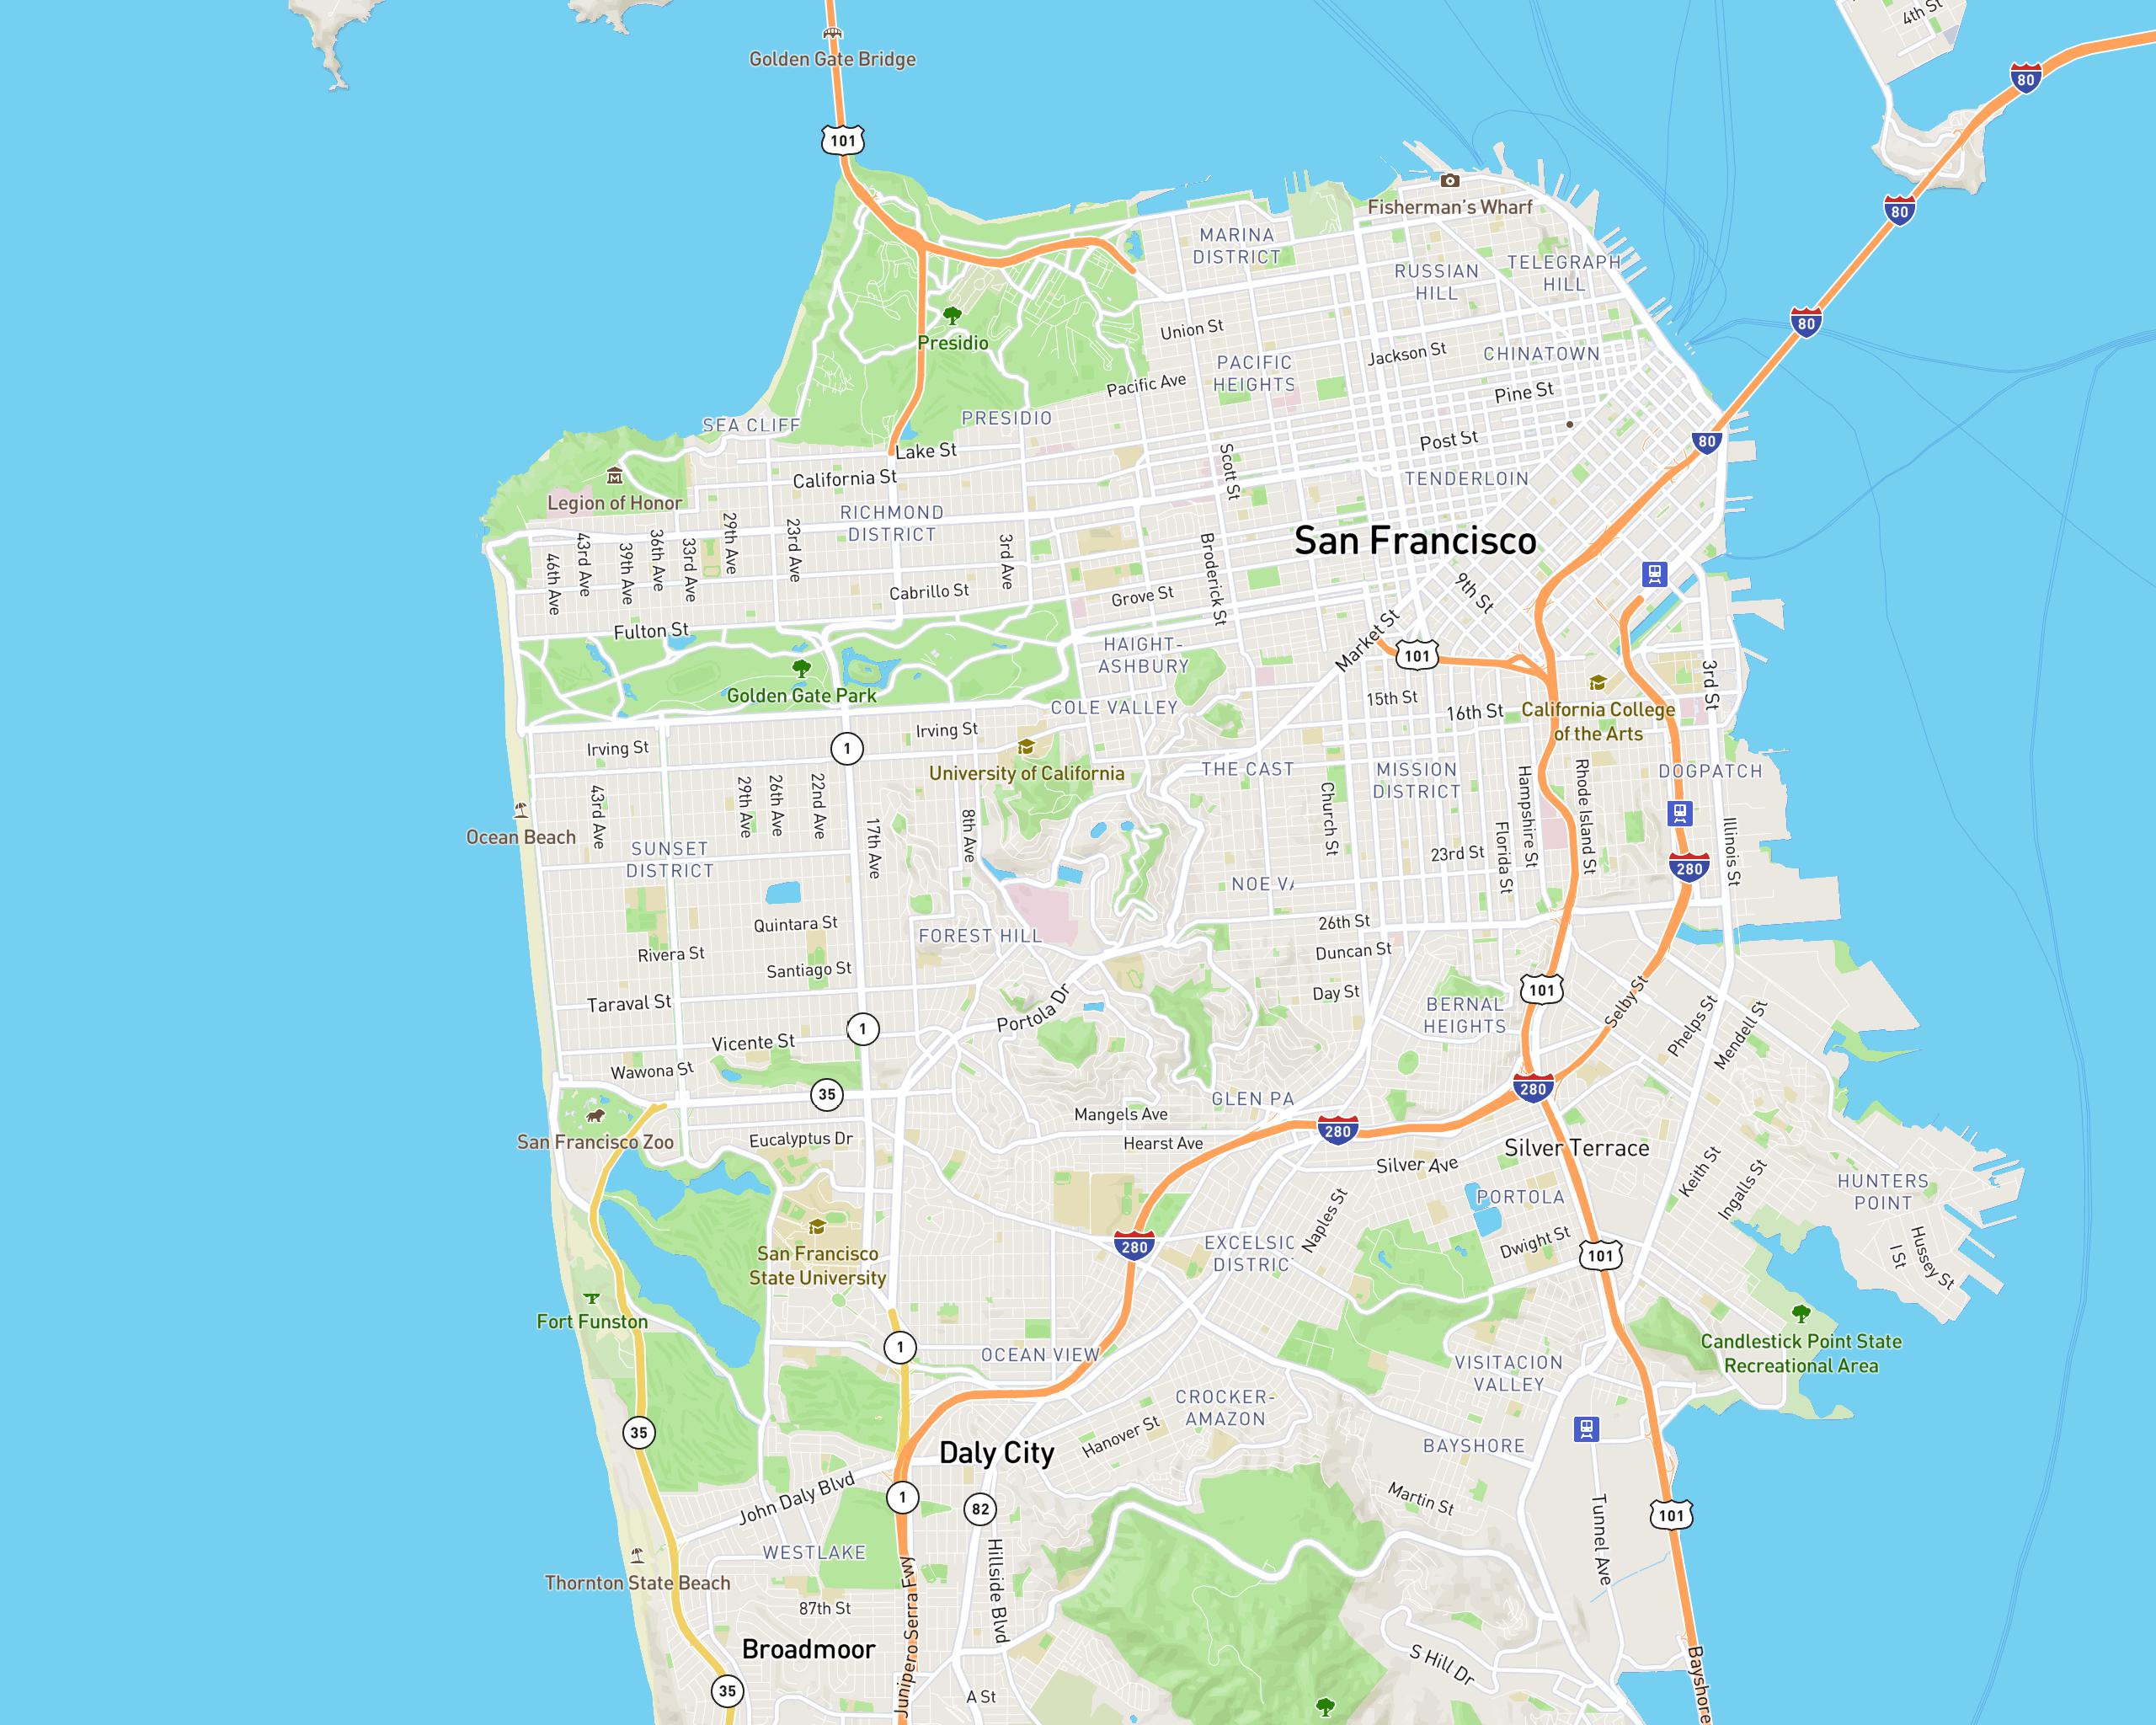 4th St
Golden Gate Bridge
80
101
Fisherman's Wharf
80
MARINA
DISTRICT
RUSSIAN
HILL
TELEGRAPH
HILL
Union St
80
Presidio
Jackson St
CHINATOWN
PACIFIC
HEIGHTS
Pacific Ave
Pine St
SEA CLIFF
PRESIDIO
Post St
80
Lake St
California St
Scott St
TENDERLOIN
Legion of Honor
RICHMOND
DISTRICT
San Francisco
46th Ave
43rd Ave
39th Ave
36th Ave
33rd Ave
29th Ave
23rd Ave
3rd Ave
Broderick St
Cabrillo St
Grove St
9th St
Fulton St
HAIGHT-
ASHBURY
Market St
101
Golden Gate Park
15th St
3rd St
COLE VALLEY
16th St
California College
of the Arts
Irving St
Irving St
1
University of California
THE CAST
MISSION
DISTRICT
DOGPATCH
43rd Ave
29th Ave
26th Ave
22nd Ave
17th Ave
8th Ave
Church St
Hampshire St
Rhode Island St
Ocean Beach
SUNSET
DISTRICT
23rd St
Florida St
Illinois St
280
NOE VA
Quintara St
26th St
FOREST HILL
Rivera St
Santiago St
Duncan St
Taraval St
Portola Dr
Day St
101
Selby St
BERNAL
HEIGHTS
Phelps St
Mendell St
1
Vicente St
Wawona St
35
GLEN PA
280
Mangels Ave
280
San Francisco Zoo
Eucalyptus Dr
Hearst Ave
Silver Terrace
Silver Ave
Keith St
Ingalls St
HUNTERS
POINT
PORTOLA
Naples St
San Francisco
State University
280
EXCELSIO
DISTRIC
Dwight St
101
I St
Hussey St
Fort Funston
Candlestick Point State
Recreational Area
1
OCEAN VIEW
VISITACION
VALLEY
CROCKER-
AMAZON
35
Daly City
Hanover St
BAYSHORE
John Daly Blvd
1
82
Martin St
101
Tunnel Ave
WESTLAKE
Hillside Blvd
Thornton State Beach
87th St
Junipero Serra Fwy
Broadmoor
S Hill Dr
Bayshore
35
A St